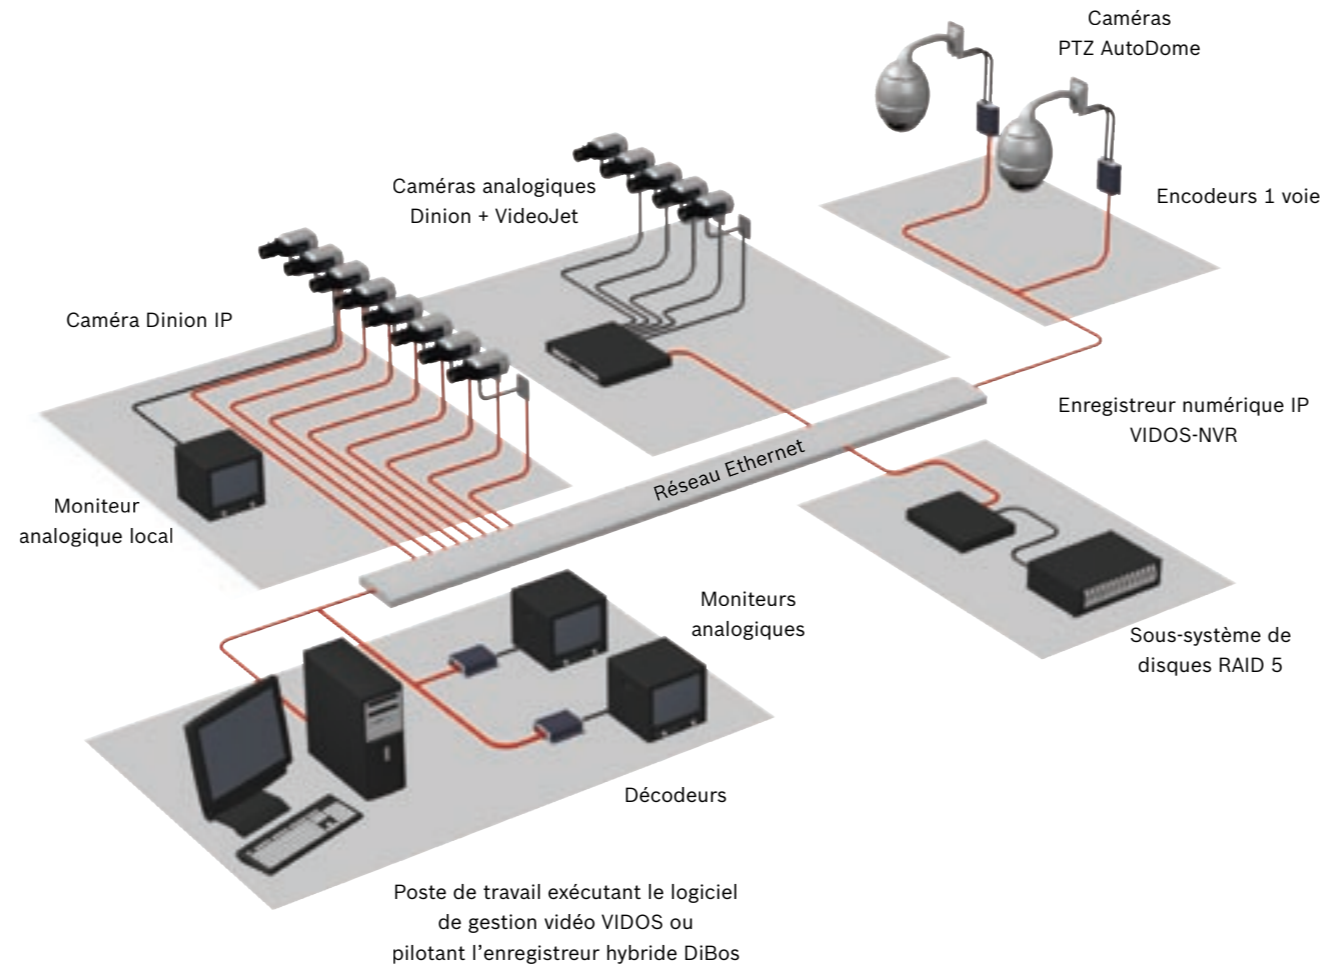 Caméras
PTZ AutoDome
Caméras analogiques
Dinion + VideoJet
Encodeurs 1 voie
Caméra Dinion IP
Enregistreur numérique IP
VIDOS-NVR
Réseau Ethernet
Moniteur
analogique local
Moniteurs
analogiques
Sous-système de
disques RAID 5
Décodeurs
Poste de travail exécutant le logiciel
de gestion vidéo VIDOS ou
pilotant l'enregistreur hybride DiBos